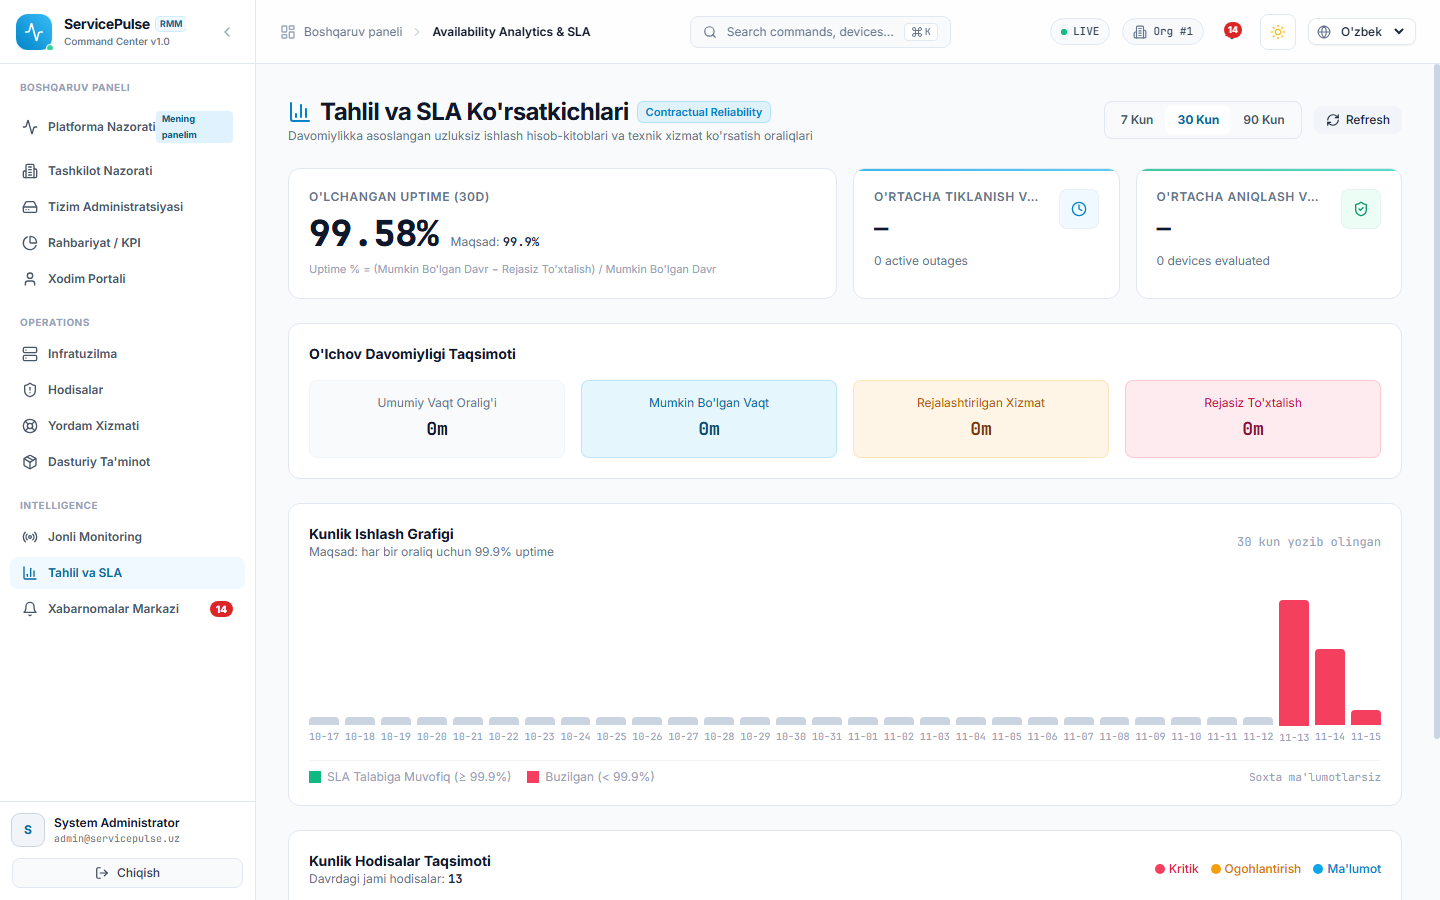 ServicePulse RMM
Command Center v1.0
Boshqaruv paneli
Availability Analytics & SLA
Search commands, devices...
⌘ K
LIVE
Org #1
14
O'zbek
BOSHQARUV PANELI
Platforma Nazorati
Mening panelim
Tashkilot Nazorati
Tizim Administratsiyasi
Rahbariyat / KPI
Xodim Portali
OPERATIONS
Infratuzilma
Hodisalar
Yordam Xizmati
Dasturiy Ta'minot
INTELLIGENCE
Jonli Monitoring
Tahlil va SLA
Xabarnomalar Markazi 14
S
System Administrator
admin@servicepulse.uz
Chiqish
Tahlil va SLA Ko'rsatkichlari
Contractual Reliability
Davomiylikka asoslangan uzluksiz ishlash hisob-kitoblari va texnik xizmat ko'rsatish oraliqlari
7 Kun 30 Kun 90 Kun
Refresh
O'LCHANGAN UPTIME (30D)
99.58% Maqsad: 99.9%
Uptime % = (Mumkin Bo'lgan Davr − Rejasiz To'xtalish) / Mumkin Bo'lgan Davr
O'RTACHA TIKLANISH V...
—
0 active outages
O'RTACHA ANIQLASH V...
—
0 devices evaluated
O'lchov Davomiyligi Taqsimoti
Umumiy Vaqt Oralig'i
0m
Mumkin Bo'lgan Vaqt
0m
Rejalashtirilgan Xizmat
0m
Rejasiz To'xtalish
0m
Kunlik Ishlash Grafigi
Maqsad: har bir oraliq uchun 99.9% uptime
30 kun yozib olingan
10-17 10-18 10-19 10-20 10-21 10-22 10-23 10-24 10-25 10-26 10-27 10-28 10-29 10-30 10-31 11-01 11-02 11-03 11-04 11-05 11-06 11-07 11-08 11-09 11-10 11-11 11-12 11-13 11-14 11-15
SLA Talabiga Muvofiq (≥ 99.9%)
Buzilgan (< 99.9%)
Soxta ma'lumotlarsiz
Kunlik Hodisalar Taqsimoti
Davrdagi jami hodisalar: 13
Kritik
Ogohlantirish
Ma'lumot